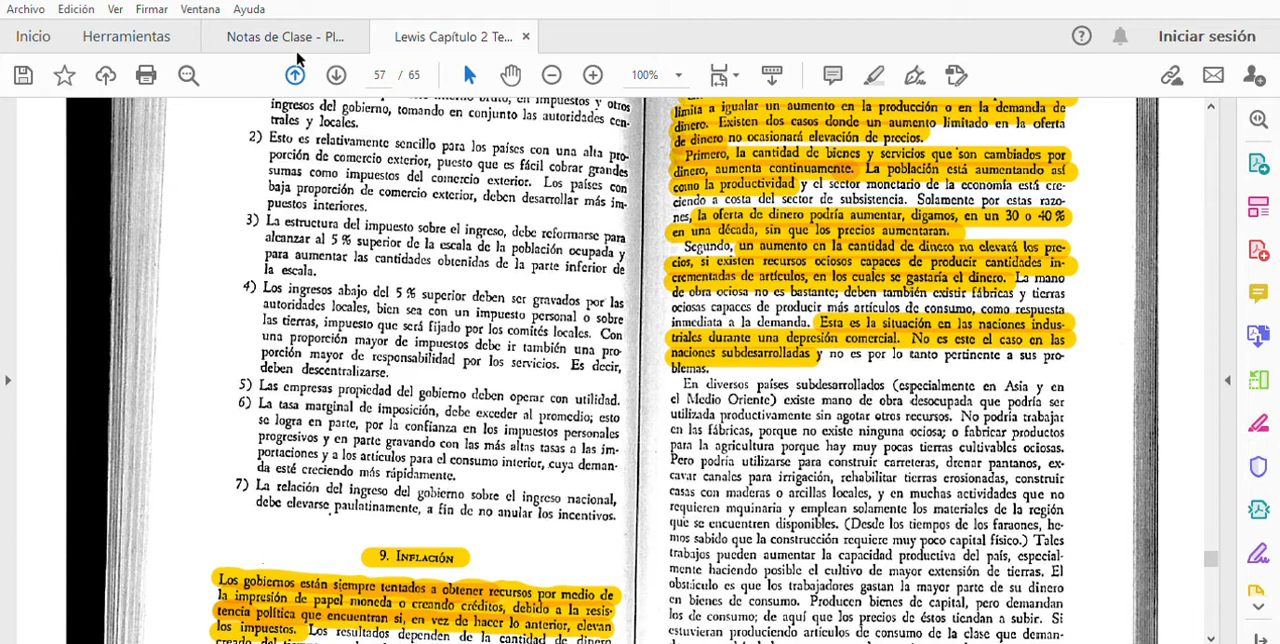 Archivo Edición Ver Firmar Ventana Ayuda
Inicio Herramientas Notas de Clase - Pl... Lewis Capítulo 2 Te... × Iniciar sesión
57 / 65 100%
ingresos del gobierno, tomando en conjunto las autoridades cen-
trales y locales.
2) Esto es relativamente sencillo para los países con una alta pro-
porción de comercio exterior, puesto que es fácil cobrar grandes
sumas como impuestos del comercio exterior. Los países con
baja proporción de comercio exterior, deben desarrollar más im-
puestos interiores.
3) La estructura del impuesto sobre el ingreso, debe reformarse para
alcanzar al 5 % superior de la escala de la población ocupada y
para aumentar las cantidades obtenidas de la parte inferior de
la escala.
4) Los ingresos abajo del 5 % superior deben ser gravados por las
autoridades locales, bien sea con un impuesto personal o sobre
las tierras, impuesto que será fijado por los comités locales. Con
una proporción mayor de impuestos debe ir también una pro-
porción mayor de responsabilidad por los servicios. Es decir,
deben descentralizarse.
5) Las empresas propiedad del gobierno deben operar con utilidad.
6) La tasa marginal de imposición, debe exceder al promedio; esto
se logra en parte, por la confianza en los impuestos personales
progresivos y en parte gravando con las más altas tasas a las im-
portaciones y a los artículos para el consumo interior, cuya deman-
da esté creciendo más rápidamente.
7) La relación del ingreso del gobierno sobre el ingreso nacional,
debe elevarse paulatinamente, a fin de no anular los incentivos.
9. INFLACIÓN
Los gobiernos están siempre tentados a obtener recursos por medio de
la impresión de papel moneda o creando créditos, debido a la resis-
tencia política que encuentran si, en vez de hacer lo anterior, elevan
los impuestos. Los resultados dependen de la cantidad de dinero
limita a igualar un aumento en la producción o en la demanda de
dinero. Existen dos casos donde un aumento limitado en la oferta
de dinero no ocasionará elevación de precios.
Primero, la cantidad de bienes y servicios que son cambiados por
dinero, aumenta continuamente. La población está aumentando así
como la productividad y el sector monetario de la economía está cre-
ciendo a costa del sector de subsistencia. Solamente por estas razo-
nes, la oferta de dinero podría aumentar, digamos, en un 30 o 40 %
en una década, sin que los precios aumentaran.
Segundo, un aumento en la cantidad de dinero no elevará los pre-
cios, si existen recursos ociosos capaces de producir cantidades in-
crementadas de artículos, en los cuales se gastaría el dinero. La mano
de obra ociosa no es bastante; deben también existir fábricas y tierras
ociosas capaces de producir más artículos de consumo, como respuesta
inmediata a la demanda. Esta es la situación en las naciones indus-
triales durante una depresión comercial. No es este el caso en las
naciones subdesarrolladas y no es por lo tanto pertinente a sus pro-
blemas.
En diversos países subdesarrollados (especialmente en Asia y en
el Medio Oriente) existe mano de obra desocupada que podría ser
utilizada productivamente sin agotar otros recursos. No podría trabajar
en las fábricas, porque no existe ninguna ociosa; o fabricar productos
para la agricultura porque hay muy pocas tierras cultivables ociosas.
Pero podría utilizarse para construir carreteras, drenar pantanos, ex-
cavar canales para irrigación, rehabilitar tierras erosionadas, construir
casas con maderas o arcillas locales, y en muchas actividades que no
requieren mquinaria y emplean solamente los materiales de la región
que se encuentren disponibles. (Desde los tiempos de los faraones, he-
mos sabido que la construcción requiere muy poco capital físico.) Tales
trabajos pueden aumentar la capacidad productiva del país, especial-
mente haciendo posible el cultivo de mayor extensión de tierras. El
obstáculo es que los trabajadores gastan la mayor parte de su dinero
en bienes de consumo. Producen bienes de capital, pero demandan
los de consumo; de aquí que los precios de éstos tiendan a subir. Si
estuvieran produciendo artículos de consumo de la clase que deman-